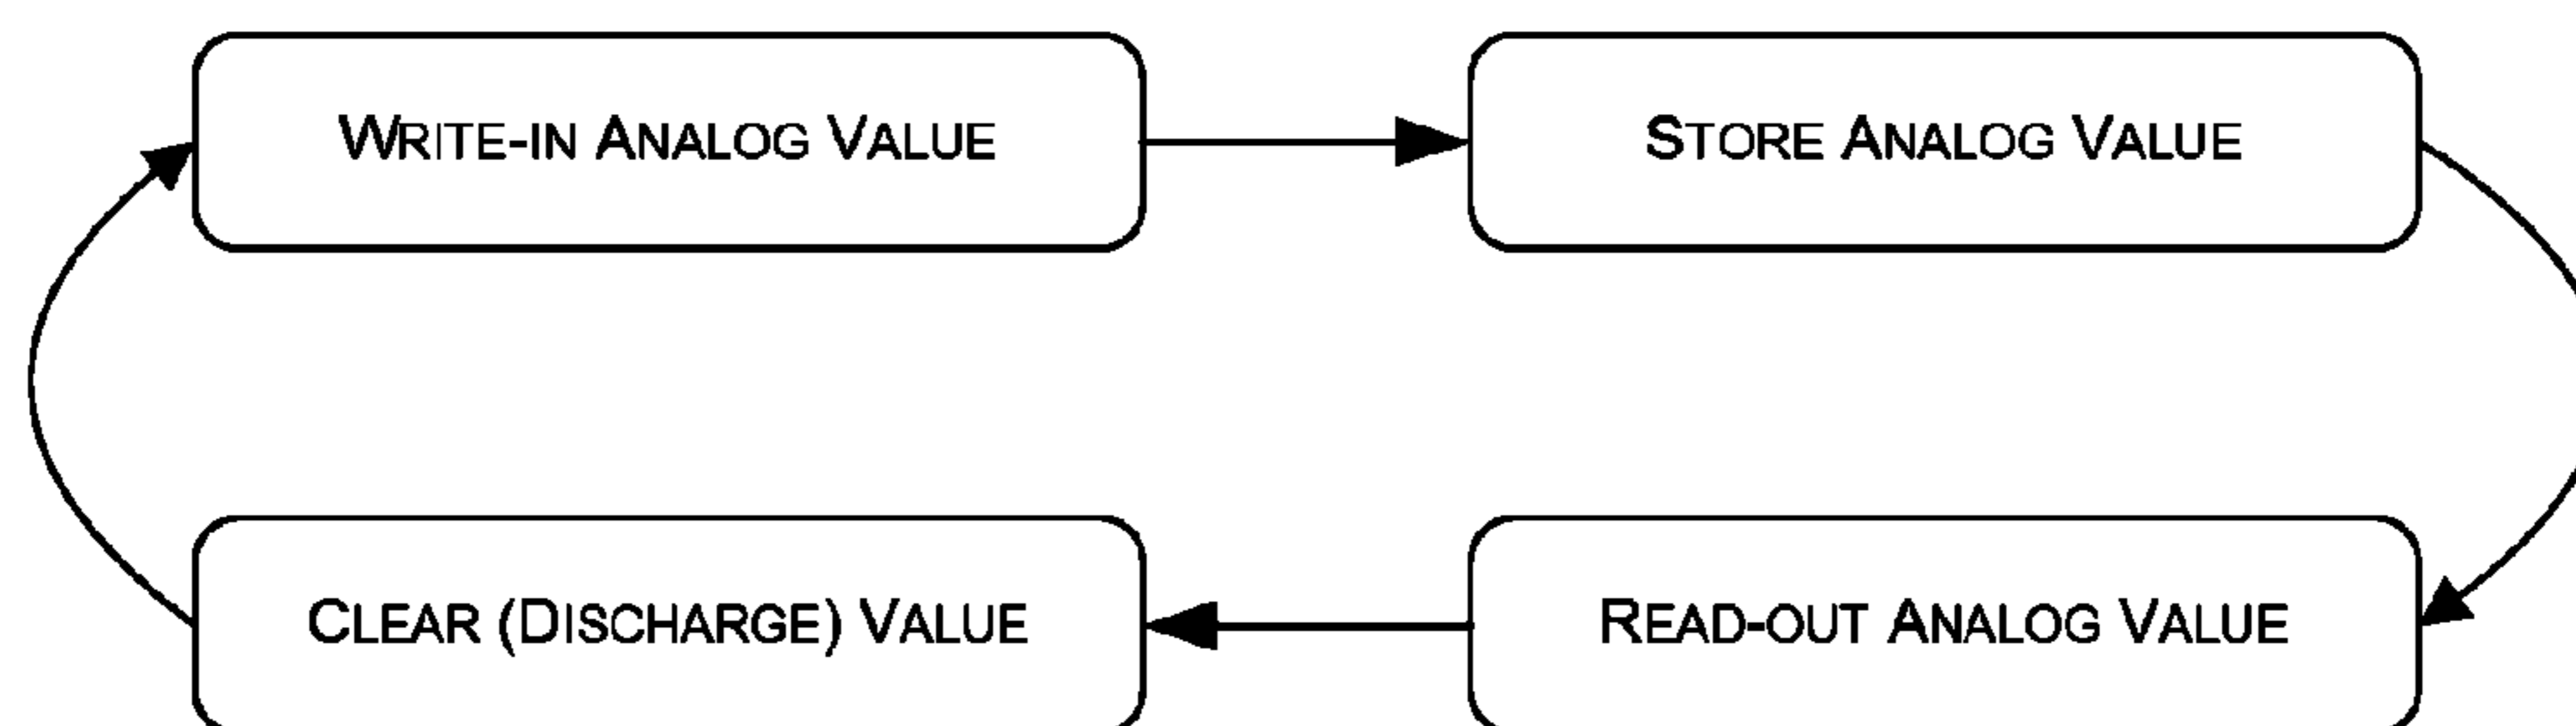 WRITE-IN ANALOG VALUE
STORE ANALOG VALUE
CLEAR (DISCHARGE) VALUE
READ-OUT ANALOG VALUE